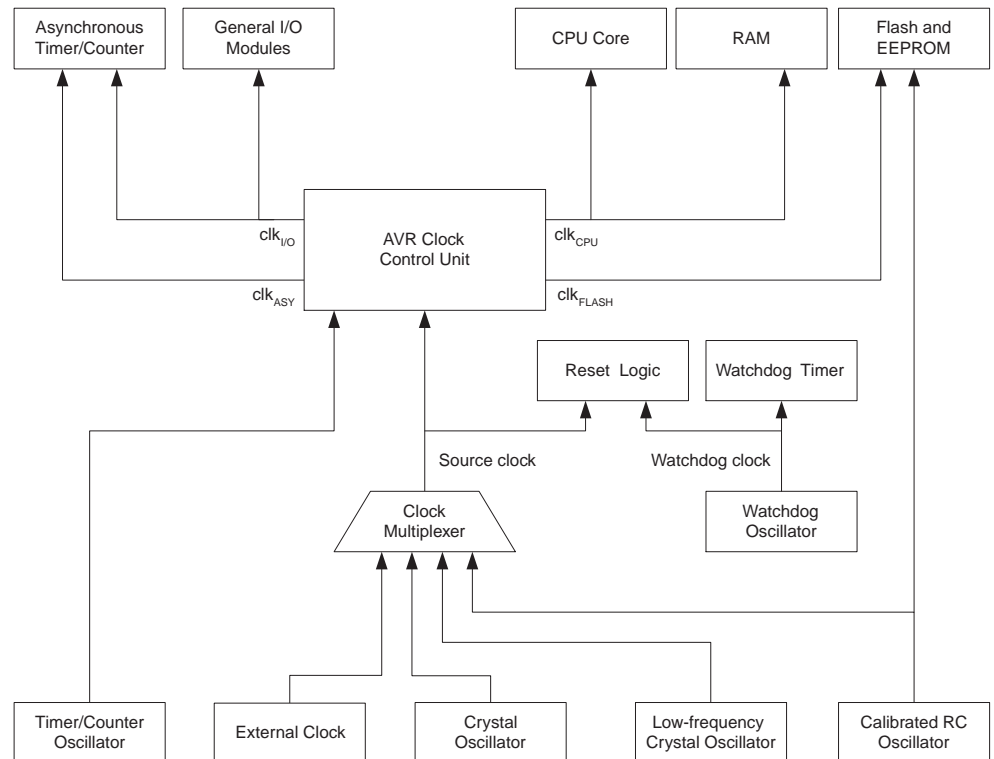 Asynchronous
Timer/Counter
General I/O
Modules
CPU Core
RAM
Flash and
EEPROM
clkI/O
AVR Clock
Control Unit
clkCPU
clkASY
clkFLASH
Reset Logic
Watchdog Timer
Source clock
Watchdog clock
Clock
Multiplexer
Watchdog
Oscillator
Timer/Counter
Oscillator
External Clock
Crystal
Oscillator
Low-frequency
Crystal Oscillator
Calibrated RC
Oscillator